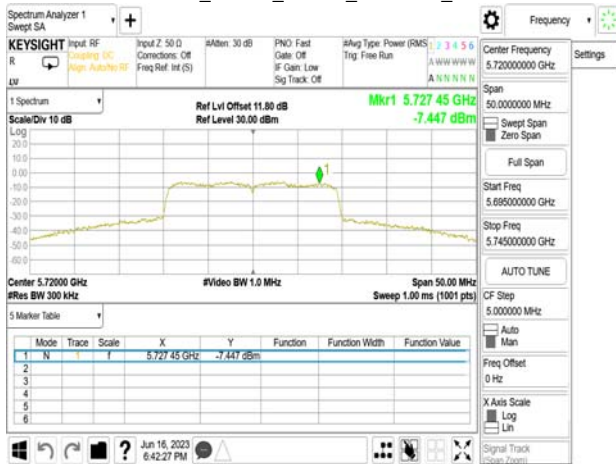 Spectrum Analyzer 1
Swept SA
+
Frequency
KEYSIGHT
R
LV
Input: RF
Coupling: DC
Align: Auto/No RF
Input Z: 50 Ω
Corrections: Off
Freq Ref: Int (S)
#Atten: 30 dB
PNO: Fast
Gate: Off
IF Gain: Low
Sig Track: Off
#Avg Type: Power (RMS)
Trig: Free Run
1 2 3 4 5 6
A W W W W W
A N N N N N
1 Spectrum
Scale/Div 10 dB
Log
Ref Lvl Offset 11.80 dB
Ref Level 30.00 dBm
Mkr1 5.727 45 GHz
-7.447 dBm
20.0
10.0
0.00
-10.0
-20.0
-30.0
-40.0
-50.0
-60.0
1
Center 5.72000 GHz
#Res BW 300 kHz
#Video BW 1.0 MHz
Span 50.00 MHz
Sweep 1.00 ms (1001 pts)
5 Marker Table
Mode Trace Scale X Y Function Function Width Function Value
1 N 1 f 5.727 45 GHz -7.447 dBm
2
3
4
5
6
?
Jun 16, 2023
6:42:27 PM
Center Frequency
5.720000000 GHz
Settings
Span
50.0000000 MHz
Swept Span
Zero Span
Full Span
Start Freq
5.695000000 GHz
Stop Freq
5.745000000 GHz
AUTO TUNE
CF Step
5.000000 MHz
Auto
Man
Freq Offset
0 Hz
X Axis Scale
Log
Lin
Signal Track
(Span Zoom)